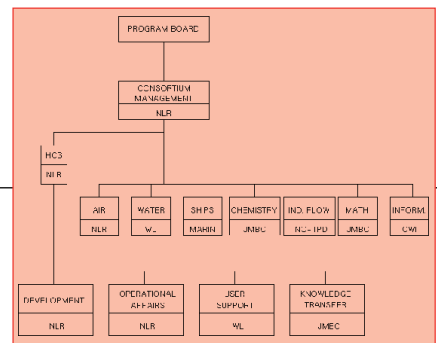 PROGRAM BOARD
CONSORTIUM
MANAGEMENT
NLR
HCS
NLR
AIR WATER SHIPS CHEMISTRY IND. FLOW MATH INFORM.
NLR WL MARIN JMBC JMBC CWI
DEVELOPMENT OPERATIONAL AFFAIRS USER SUPPORT KNOWLEDGE TRANSFER
NLR NLR WL JMBC